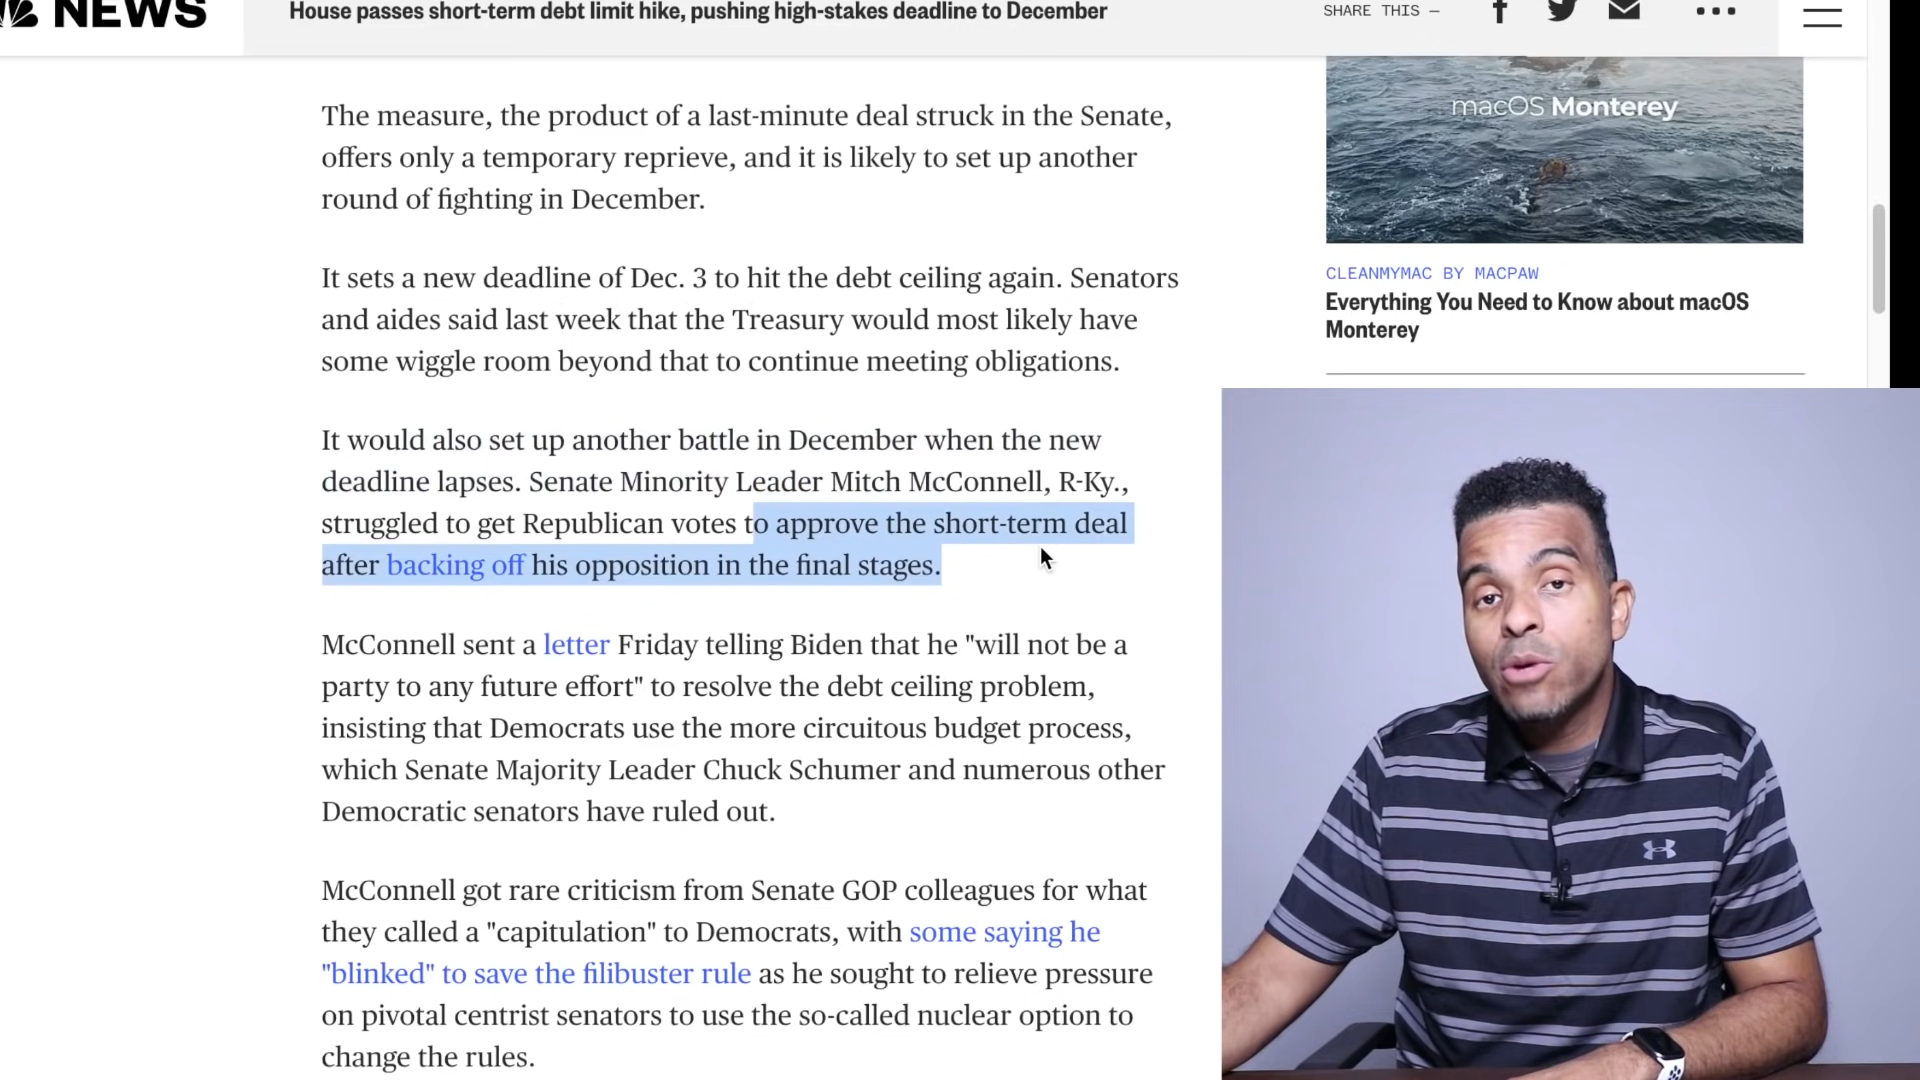 NEWS
House passes short-term debt limit hike, pushing high-stakes deadline to December
SHARE THIS —
The measure, the product of a last-minute deal struck in the Senate,
offers only a temporary reprieve, and it is likely to set up another
round of fighting in December.
It sets a new deadline of Dec. 3 to hit the debt ceiling again. Senators
and aides said last week that the Treasury would most likely have
some wiggle room beyond that to continue meeting obligations.
It would also set up another battle in December when the new
deadline lapses. Senate Minority Leader Mitch McConnell, R-Ky.,
struggled to get Republican votes to approve the short-term deal
after backing off his opposition in the final stages.
McConnell sent a letter Friday telling Biden that he "will not be a
party to any future effort" to resolve the debt ceiling problem,
insisting that Democrats use the more circuitous budget process,
which Senate Majority Leader Chuck Schumer and numerous other
Democratic senators have ruled out.
McConnell got rare criticism from Senate GOP colleagues for what
they called a "capitulation" to Democrats, with some saying he
"blinked" to save the filibuster rule as he sought to relieve pressure
on pivotal centrist senators to use the so-called nuclear option to
change the rules.
macOS Monterey
CLEANMYMAC BY MACPAW
Everything You Need to Know about macOS
Monterey